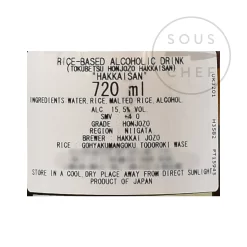 SOUS
CHEF
RICE-BASED ALCOHOLIC DRINK
(TOKUBETSU HONJOZO HAKKAISAN)
"HAKKAISAN"
720 ml
INGREDIENTS WATER, RICE, MALTED RICE, ALCOHOL
ALC 15.5% VOL
SMV +4.0
GRADE HONJOZO
REGION NIIGATA
BREWER HAKKAI JOZO
RICE GOHYAKUMANGOKU TODOROKI WASE
STORE IN A COOL, DRY PLACE AWAY FROM DIRECT SUNLIGHT
PRODUCT OF JAPAN